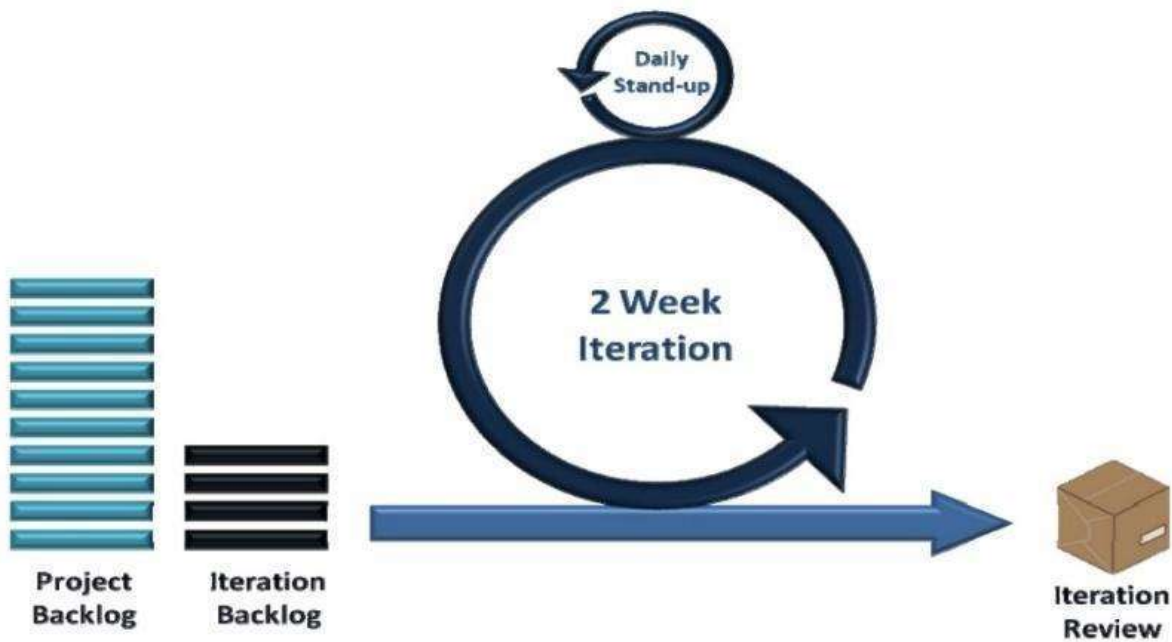 Daily
Stand-up
2 Week
Iteration
Project
Backlog
Iteration
Backlog
Iteration
Review